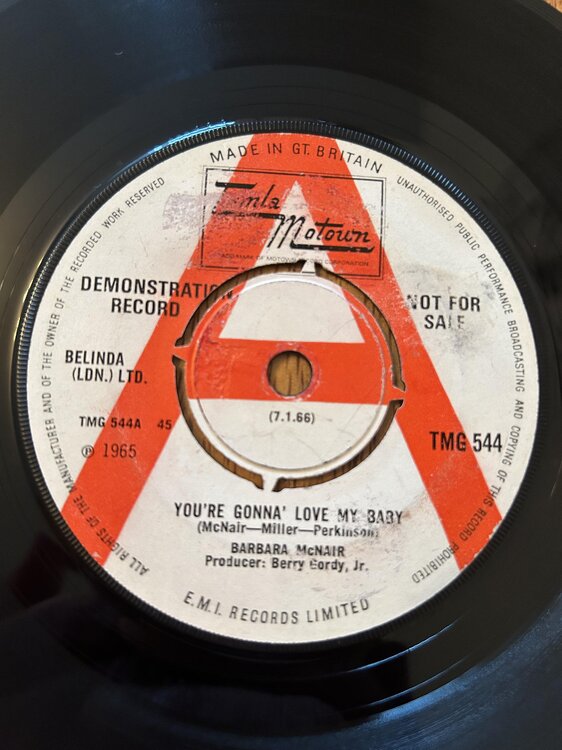 MADE IN GT. BRITAIN
Tamla
Motown
DEMONSTRATION
RECORD
NOT FOR
SALE
BELINDA
(LDN.) LTD.
TMG 544A 45
℗ 1965
(7.1.66)
TMG 544
YOU'RE GONNA' LOVE MY BABY
(McNair—Miller—Perkinson)
BARBARA McNAIR
Producer: Berry Gordy, Jr.
E.M.I. RECORDS LIMITED
ALL RIGHTS OF THE MANUFACTURER AND OF THE OWNER OF THE RECORDED WORK RESERVED
UNAUTHORISED PUBLIC PERFORMANCE BROADCASTING AND COPYING OF THIS RECORD PROHIBITED
A